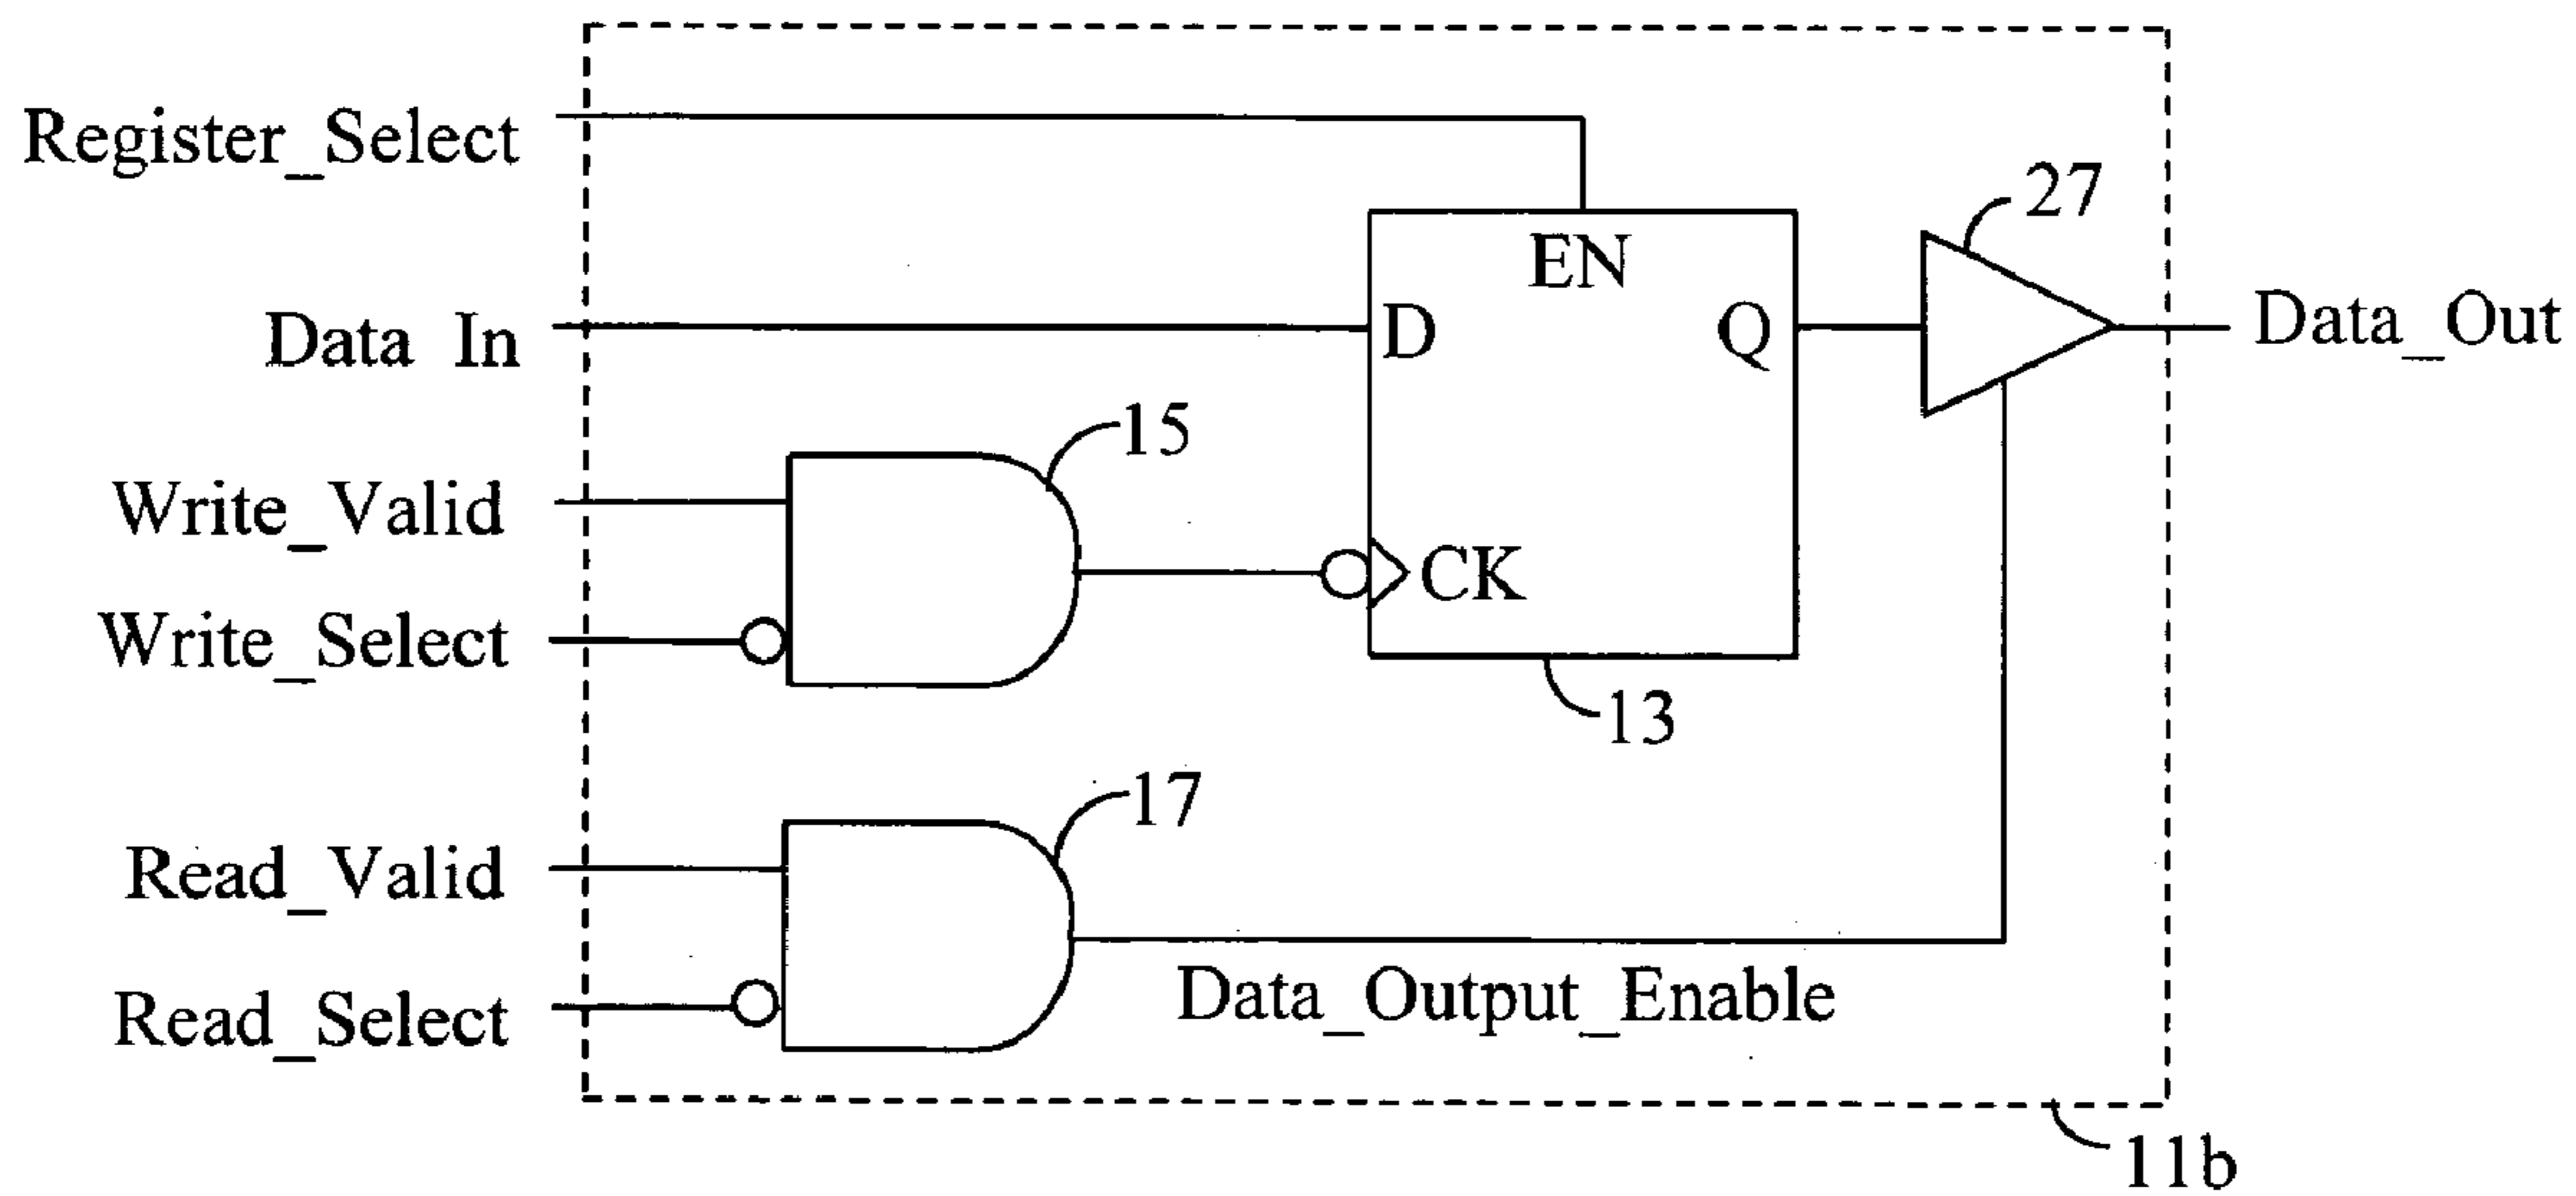 Register_Select
27
EN
Data In
D
Q
Data_Out
15
Write_Valid
CK
Write_Select
13
17
Read_Valid
Data_Output_Enable
Read_Select
11b